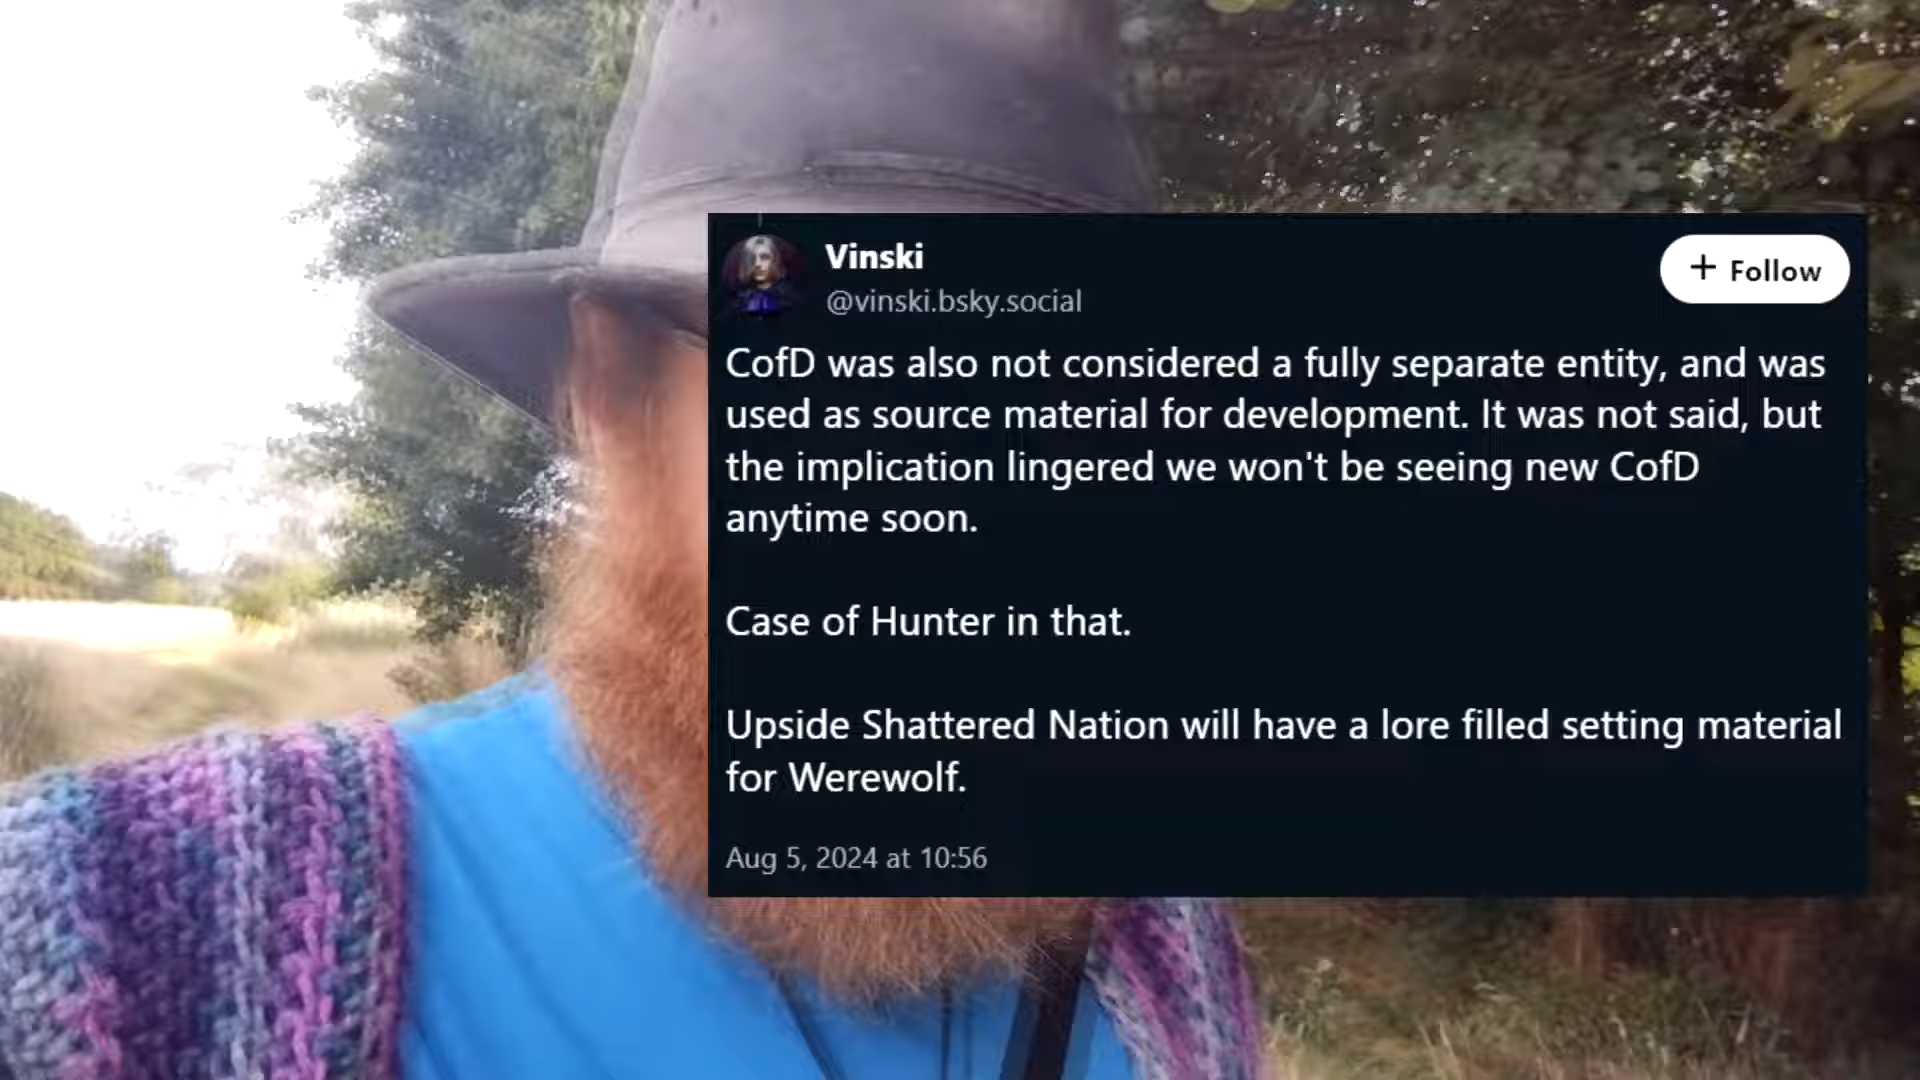 Vinski
@vinski.bsky.social
+ Follow
CofD was also not considered a fully separate entity, and was
used as source material for development. It was not said, but
the implication lingered we won't be seeing new CofD
anytime soon.
Case of Hunter in that.
Upside Shattered Nation will have a lore filled setting material
for Werewolf.
Aug 5, 2024 at 10:56